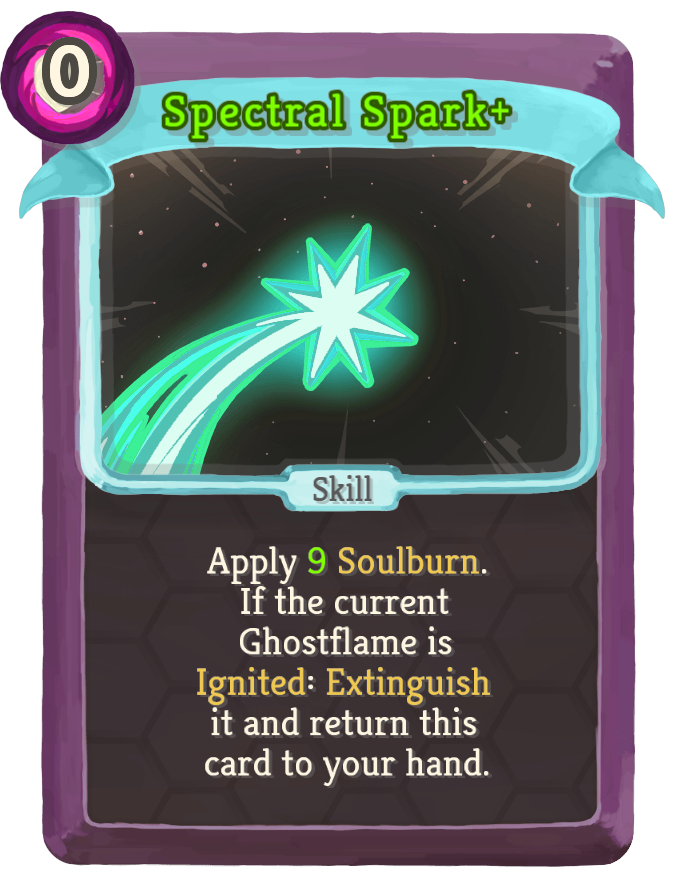 0
Spectral Spark+
Skill
Apply 9 Soulburn.
If the current
Ghostflame is
Ignited: Extinguish
it and return this
card to your hand.